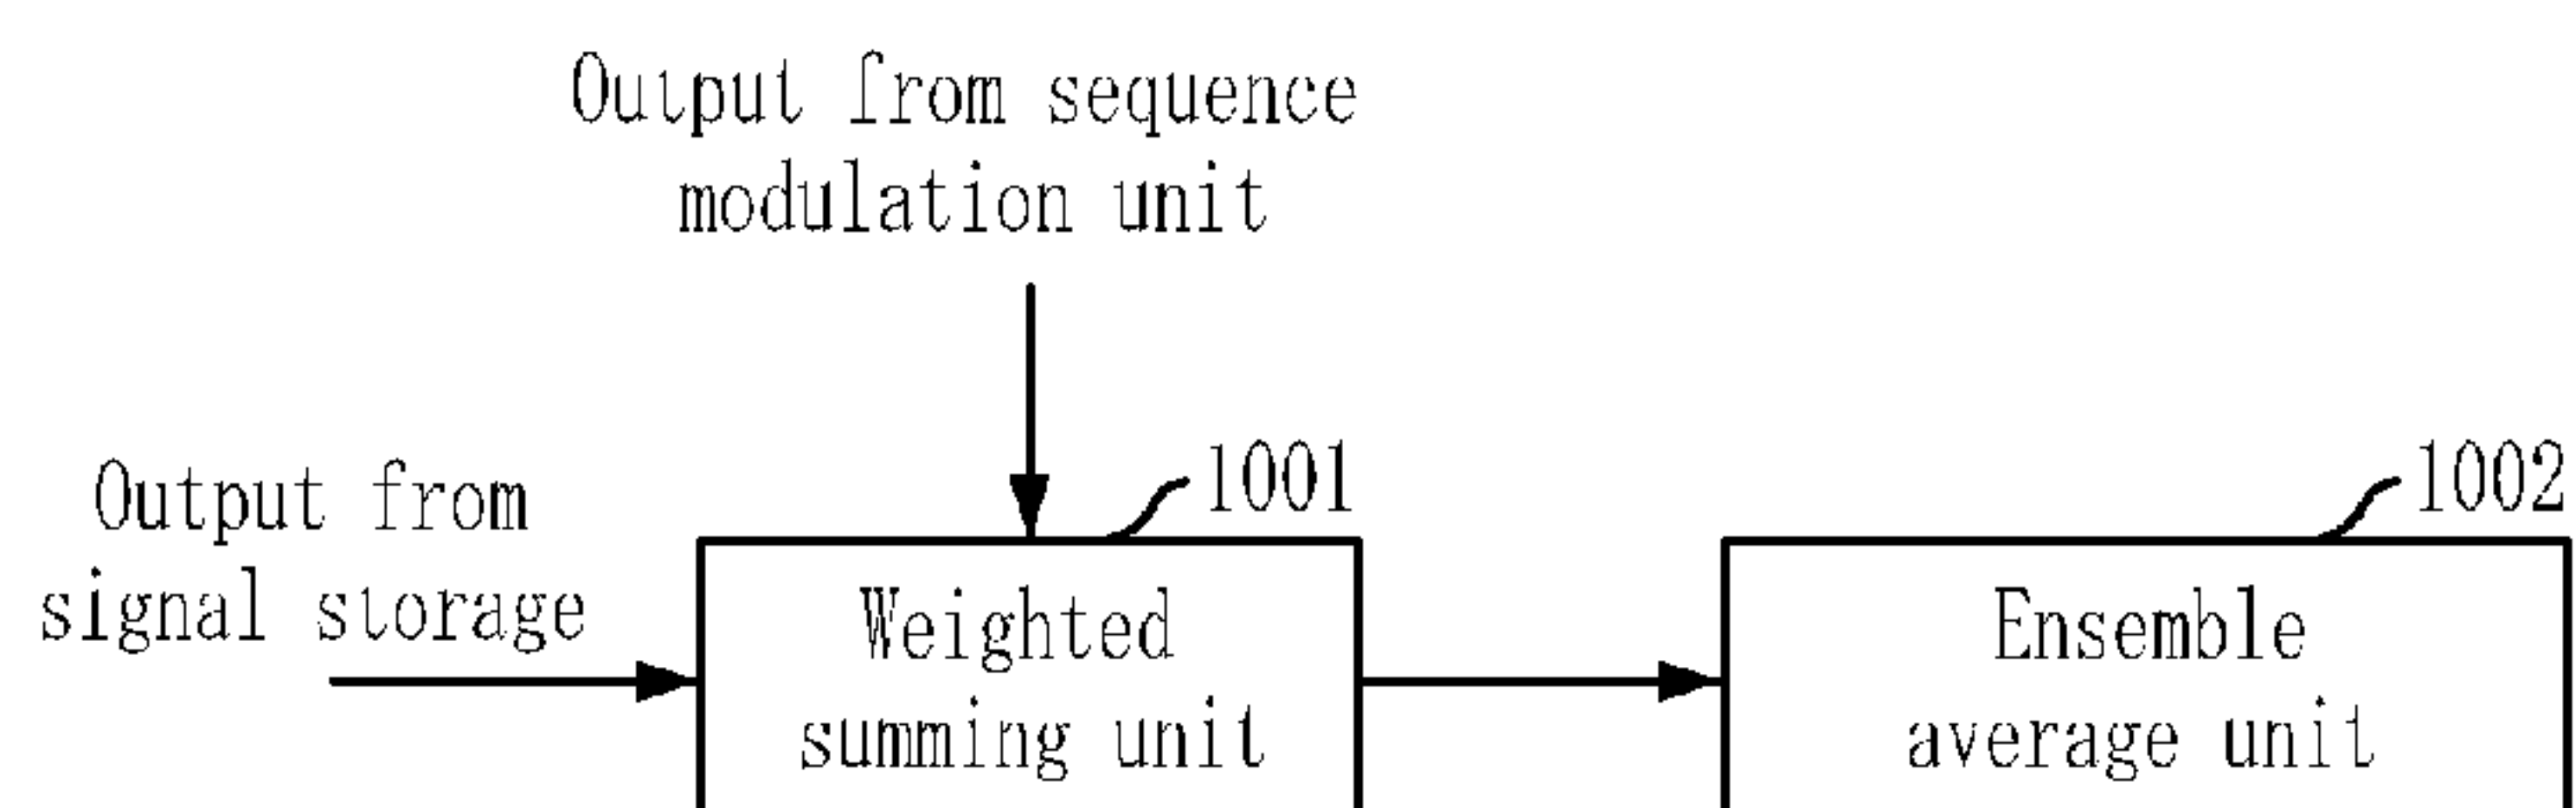 Output from sequence
modulation unit
1001
1002
Output from
signal storage
Weighted
summing unit
Ensemble
average unit